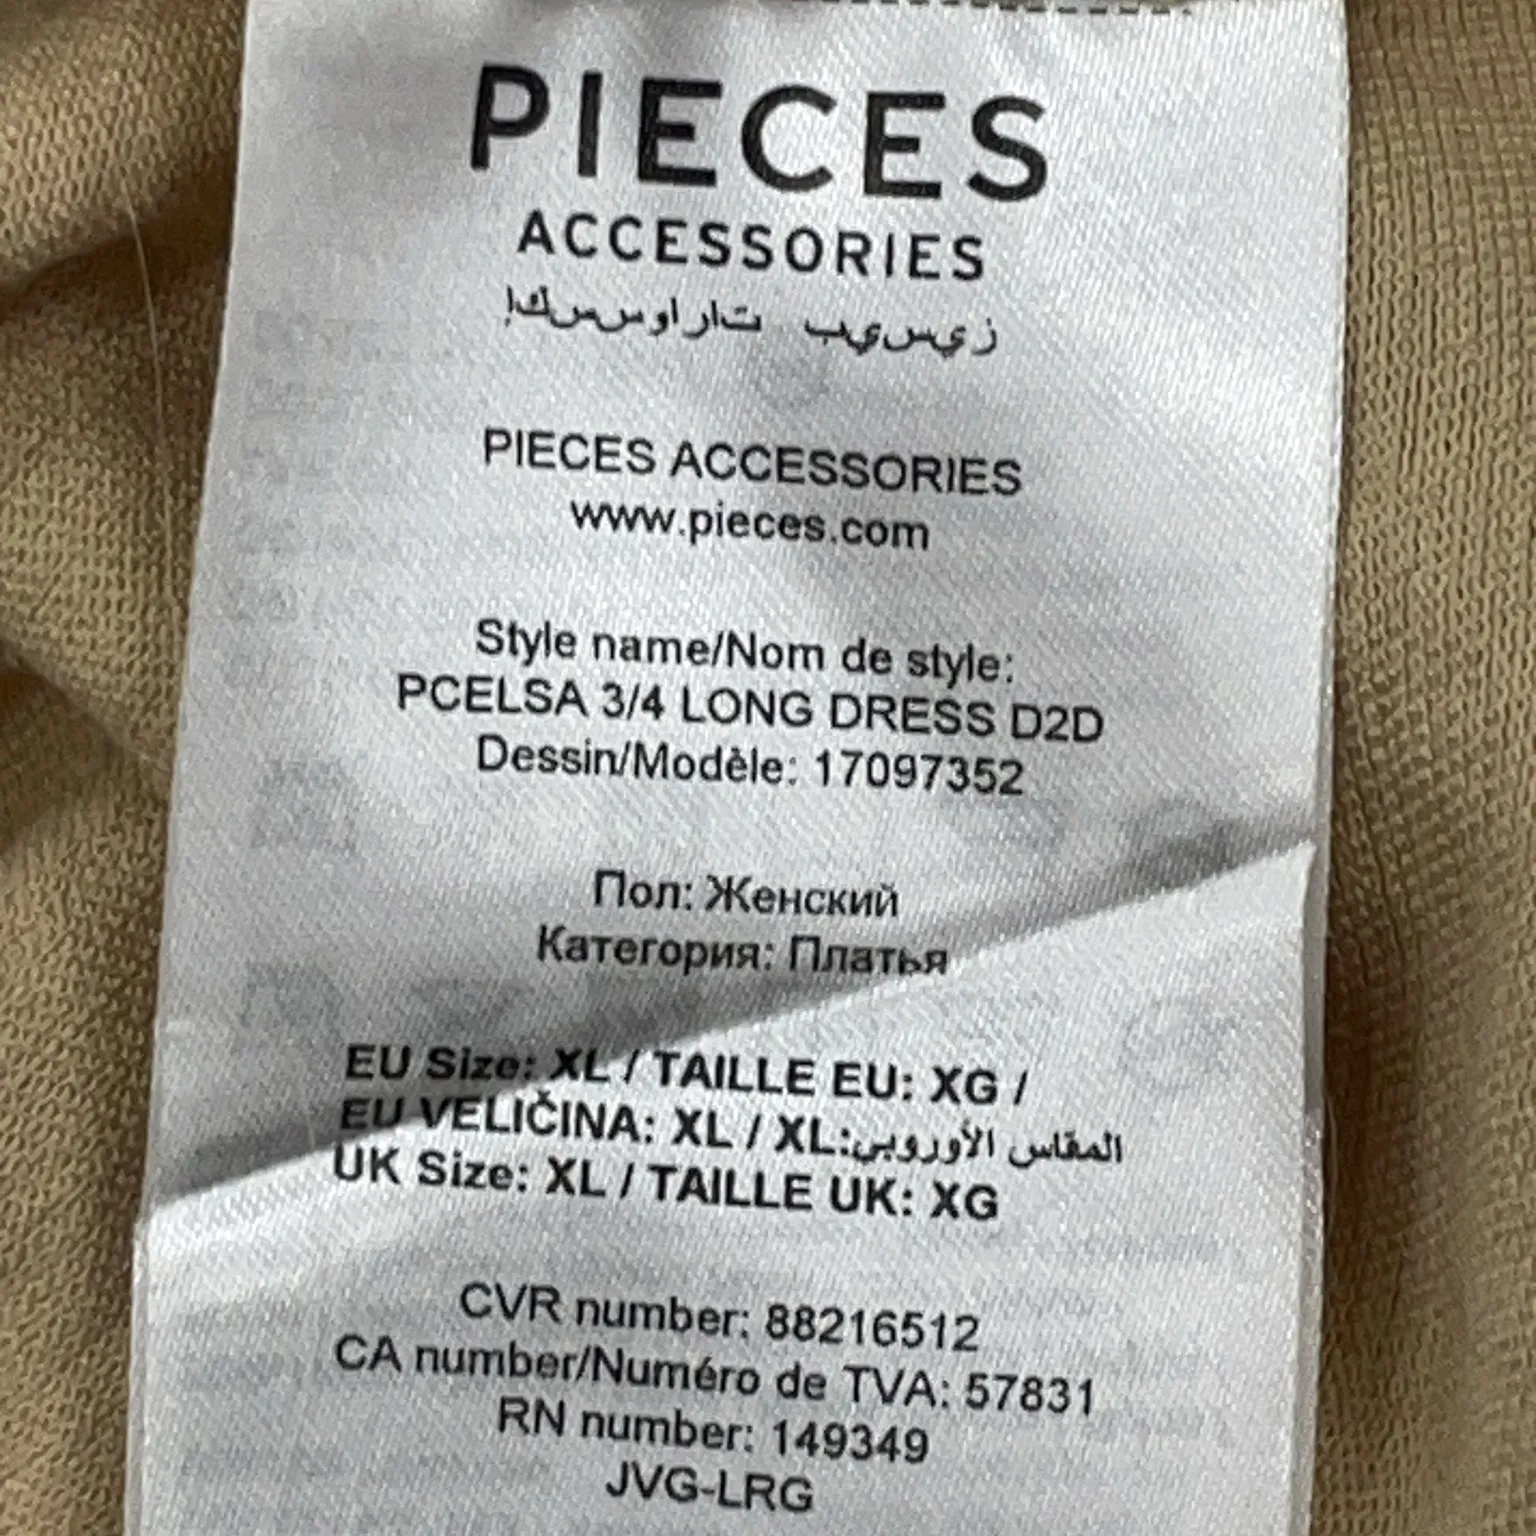 PIECES
ACCESSORIES
بيسيز إكسسوارات
PIECES ACCESSORIES
www.pieces.com
Style name/Nom de style:
PCELSA 3/4 LONG DRESS D2D
Dessin/Modèle: 17097352
Пол: Женский
Категория: Платья
EU Size: XL / TAILLE EU: XG /
EU VELIČINA: XL / XL:المقاس الأوروبي
UK Size: XL / TAILLE UK: XG
CVR number: 88216512
CA number/Numéro de TVA: 57831
RN number: 149349
JVG-LRG